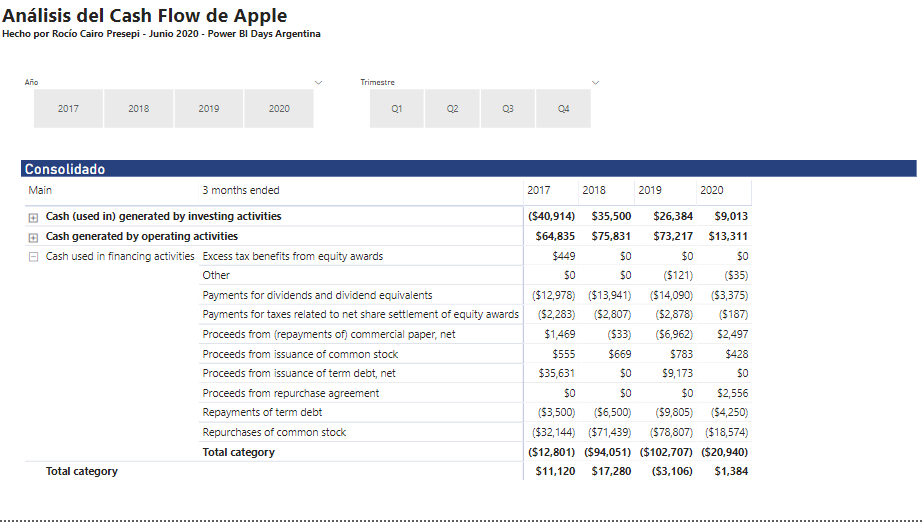 Análisis del Cash Flow de Apple
Hecho por Rocío Cairo Presepi - Junio 2020 - Power BI Days Argentina
Año Trimestre
2017 2018 2019 2020 Q1 Q2 Q3 Q4
Consolidado
Main 3 months ended 2017 2018 2019 2020
Cash (used in) generated by investing activities ($40,914) $35,500 $26,384 $9,013
Cash generated by operating activities $64,835 $75,831 $73,217 $13,311
Cash used in financing activities Excess tax benefits from equity awards $449 $0 $0 $0
Other $0 $0 ($121) ($35)
Payments for dividends and dividend equivalents ($12,978) ($13,941) ($14,090) ($3,375)
Payments for taxes related to net share settlement of equity awards ($2,283) ($2,807) ($2,878) ($187)
Proceeds from (repayments of) commercial paper, net $1,469 ($33) ($6,962) $2,497
Proceeds from issuance of common stock $555 $669 $783 $428
Proceeds from issuance of term debt, net $35,631 $0 $9,173 $0
Proceeds from repurchase agreement $0 $0 $0 $2,556
Repayments of term debt ($3,500) ($6,500) ($9,805) ($4,250)
Repurchases of common stock ($32,144) ($71,439) ($78,807) ($18,574)
Total category ($12,801) ($94,051) ($102,707) ($20,940)
Total category $11,120 $17,280 ($3,106) $1,384